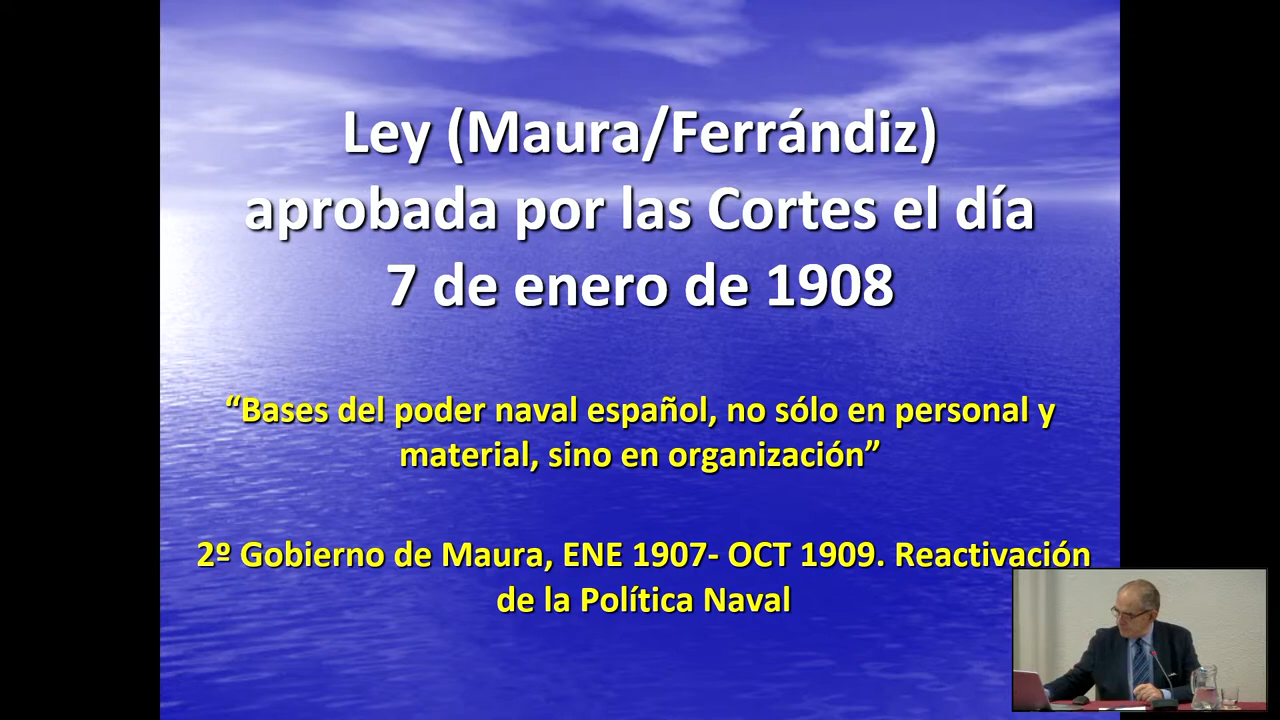 Ley (Maura/Ferrándiz)
aprobada por las Cortes el día
7 de enero de 1908
“Bases del poder naval español, no sólo en personal y
material, sino en organización”
2º Gobierno de Maura, ENE 1907- OCT 1909. Reactivación
de la Política Naval